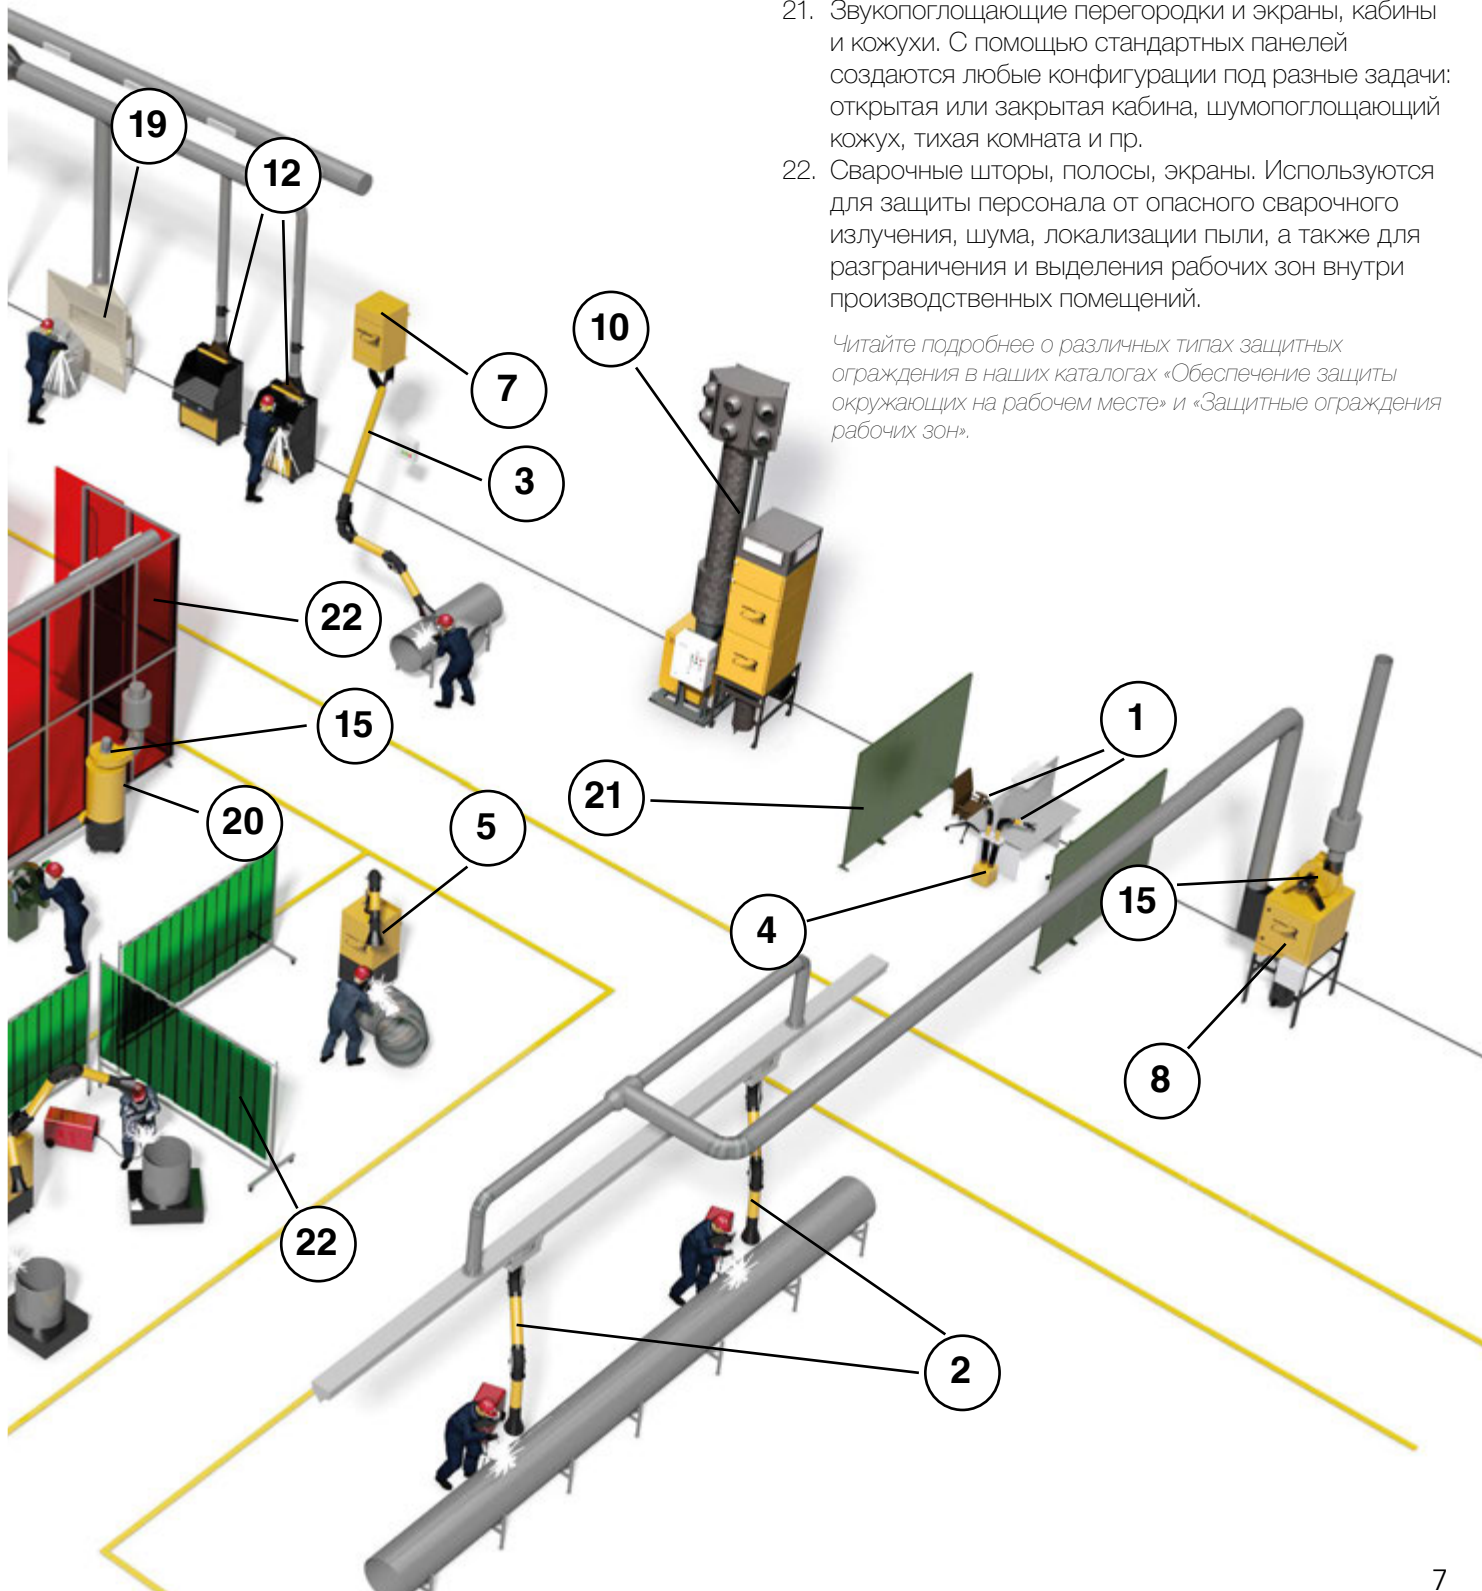 21. Звукопоглощающие перегородки и экраны, кабины
и кожухи. С помощью стандартных панелей
создаются любые конфигурации под разные задачи:
открытая или закрытая кабина, шумопоглощающий
кожух, тихая комната и пр.
22. Сварочные шторы, полосы, экраны. Используются
для защиты персонала от опасного сварочного
излучения, шума, локализации пыли, а также для
разграничения и выделения рабочих зон внутри
производственных помещений.
Читайте подробнее о различных типах защитных
ограждения в наших каталогах «Обеспечение защиты
окружающих на рабочем месте» и «Защитные ограждения
рабочих зон».
19
12
10
7
3
22
15
1
21
20
5
15
4
8
22
2
7